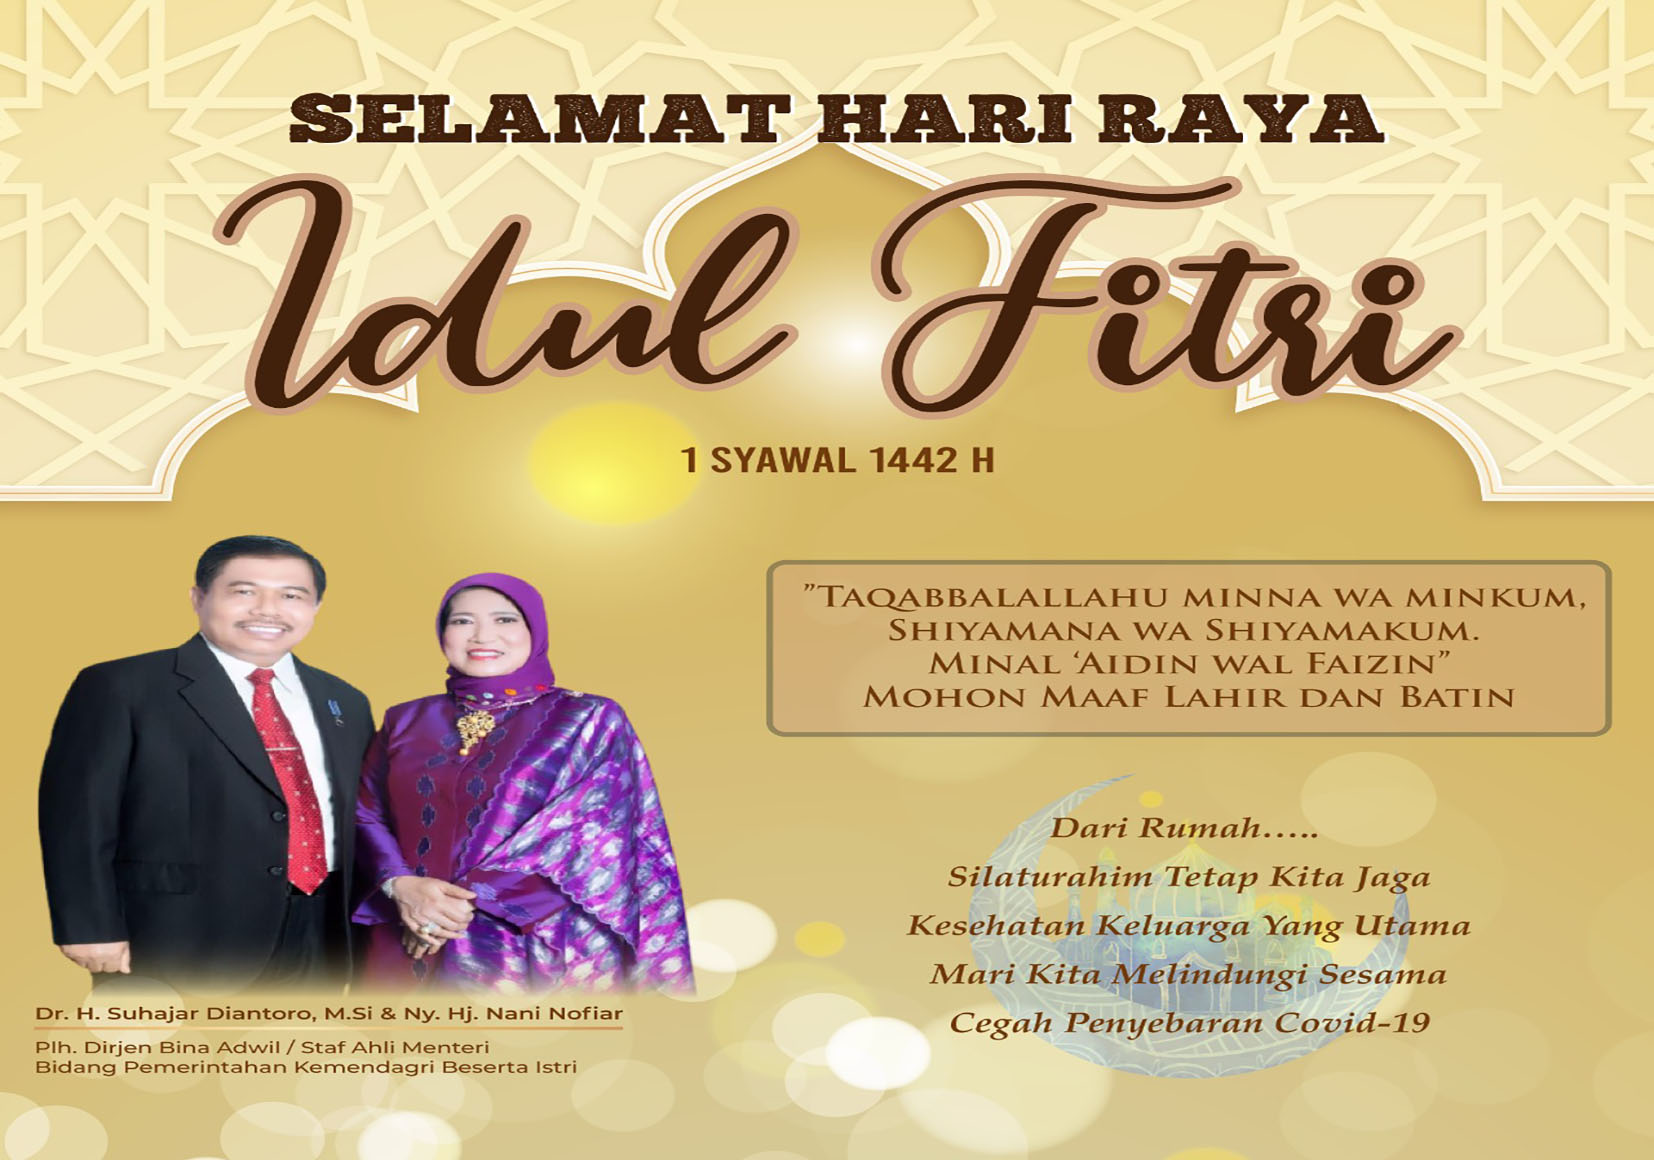 SELAMAT HARI RAYA
Idul Fitri
1 SYAWAL 1442 H
”TAQABBALALLAHU MINNA WA MINKUM,
SHIYAMANA WA SHIYAMAKUM.
MINAL ‘AIDIN WAL FAIZIN”
MOHON MAAF LAHIR DAN BATIN
Dari Rumah.....
Silaturahim Tetap Kita Jaga
Kesehatan Keluarga Yang Utama
Mari Kita Melindungi Sesama
Cegah Penyebaran Covid-19
Dr. H. Suhajar Diantoro, M.Si & Ny. Hj. Nani Nofiar
Plh. Dirjen Bina Adwil / Staf Ahli Menteri
Bidang Pemerintahan Kemendagri Beserta Istri